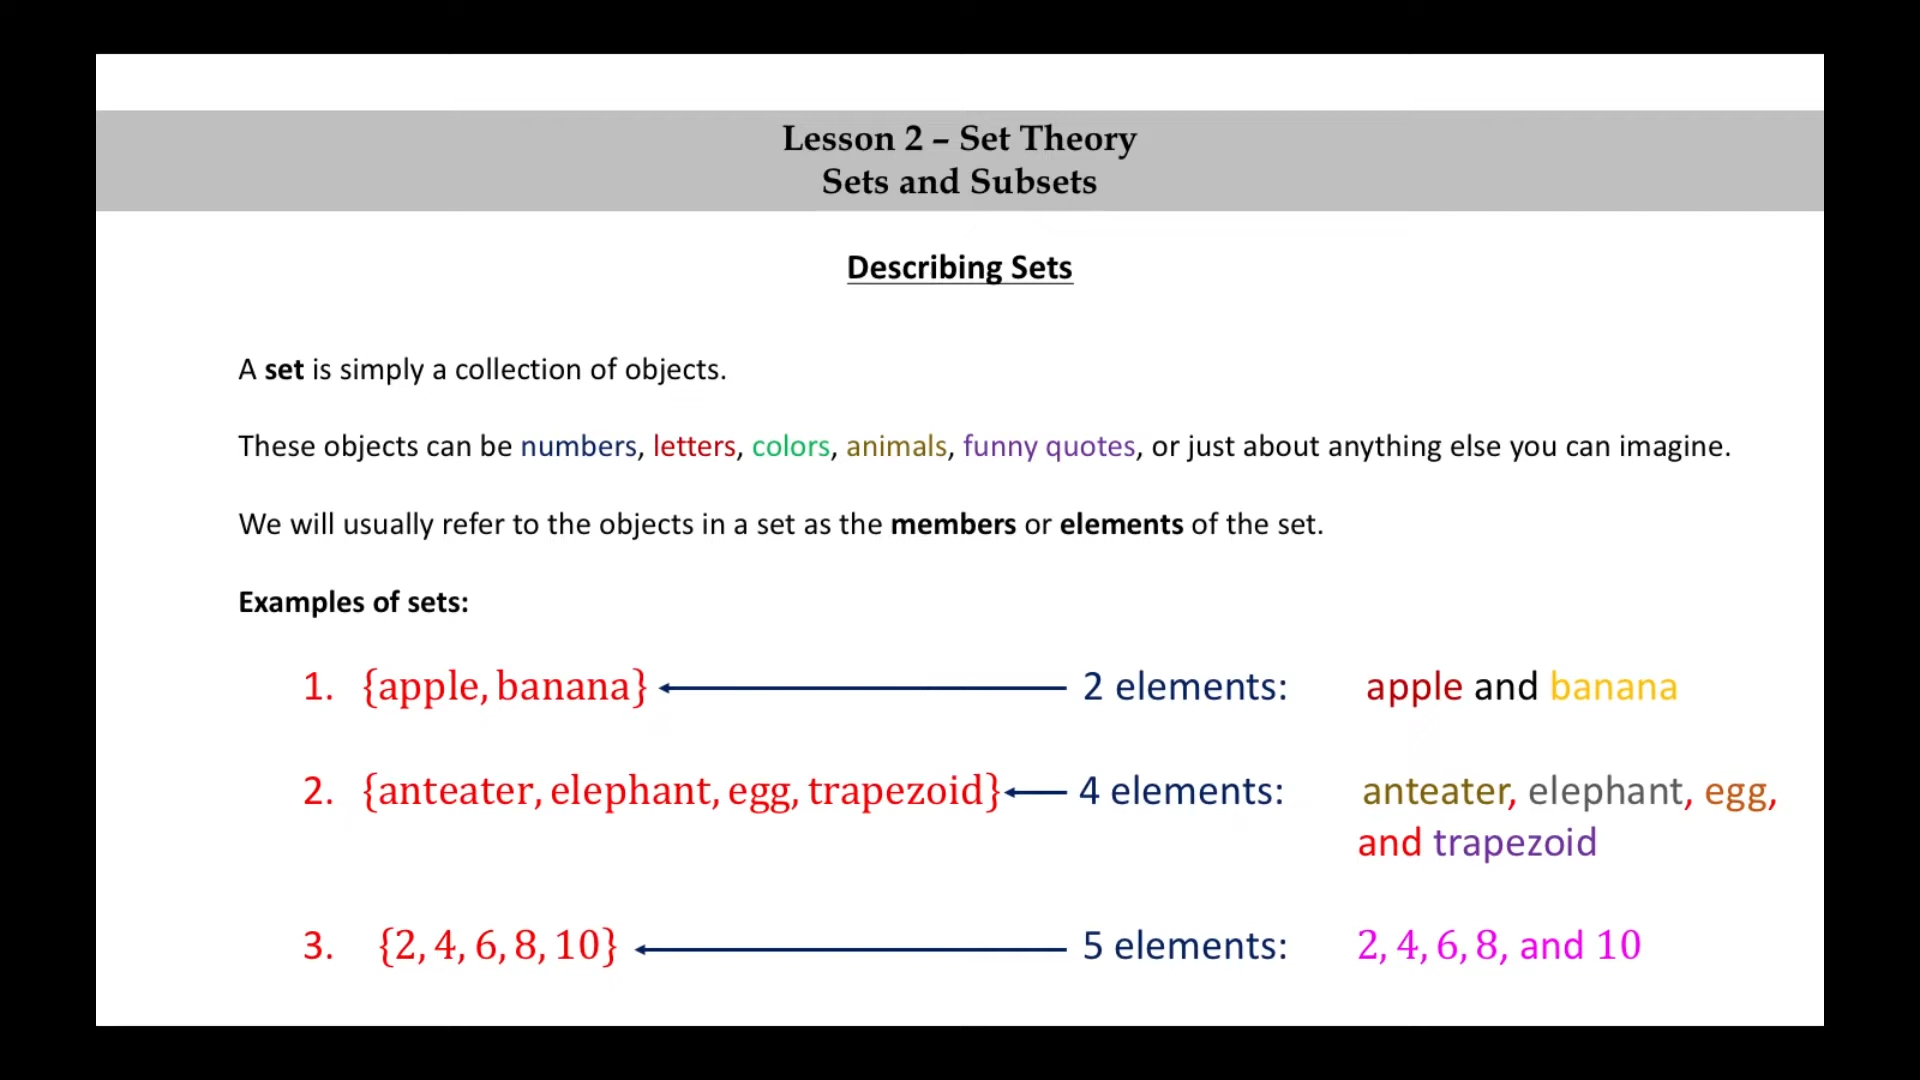 Lesson 2 – Set Theory
Sets and Subsets
Describing Sets
A set is simply a collection of objects.
These objects can be numbers, letters, colors, animals, funny quotes, or just about anything else you can imagine.
We will usually refer to the objects in a set as the members or elements of the set.
Examples of sets:
1. {apple, banana} 2 elements: apple and banana
2. {anteater, elephant, egg, trapezoid} 4 elements: anteater, elephant, egg,
and trapezoid
3. {2, 4, 6, 8, 10} 5 elements: 2, 4, 6, 8, and 10